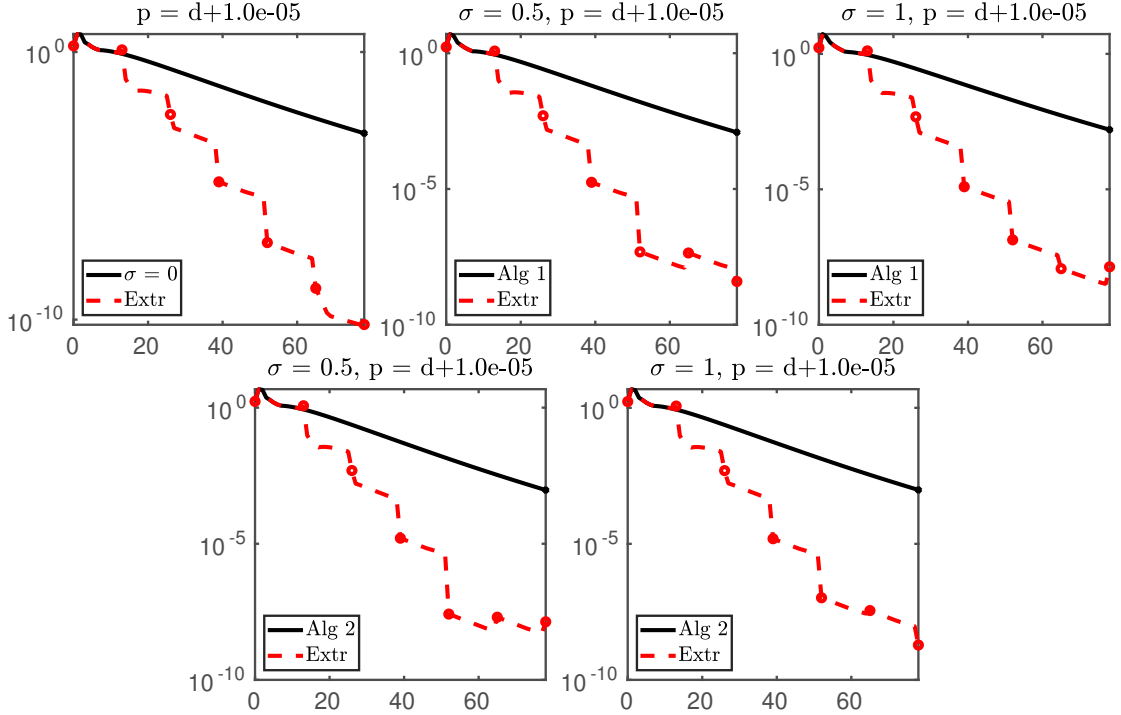 p = d+1.0e-05
σ = 0.5, p = d+1.0e-05
σ = 1, p = d+1.0e-05
10^0
10^-10
σ = 0
Extr
0 20 40 60
10^0
10^-5
10^-10
Alg 1
Extr
0 20 40 60
10^0
10^-5
10^-10
Alg 1
Extr
0 20 40 60
σ = 0.5, p = d+1.0e-05
σ = 1, p = d+1.0e-05
10^0
10^-5
10^-10
Alg 2
Extr
0 20 40 60
10^0
10^-5
10^-10
Alg 2
Extr
0 20 40 60